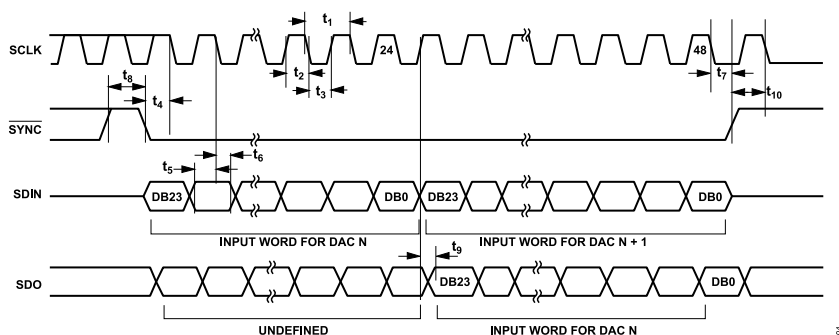 t1
SCLK
24
48
t2
t3
t7
t8
t4
t10
SYNC
t5
t6
SDIN
DB23
DB0
DB23
DB0
INPUT WORD FOR DAC N
INPUT WORD FOR DAC N + 1
t9
SDO
DB23
DB0
UNDEFINED
INPUT WORD FOR DAC N